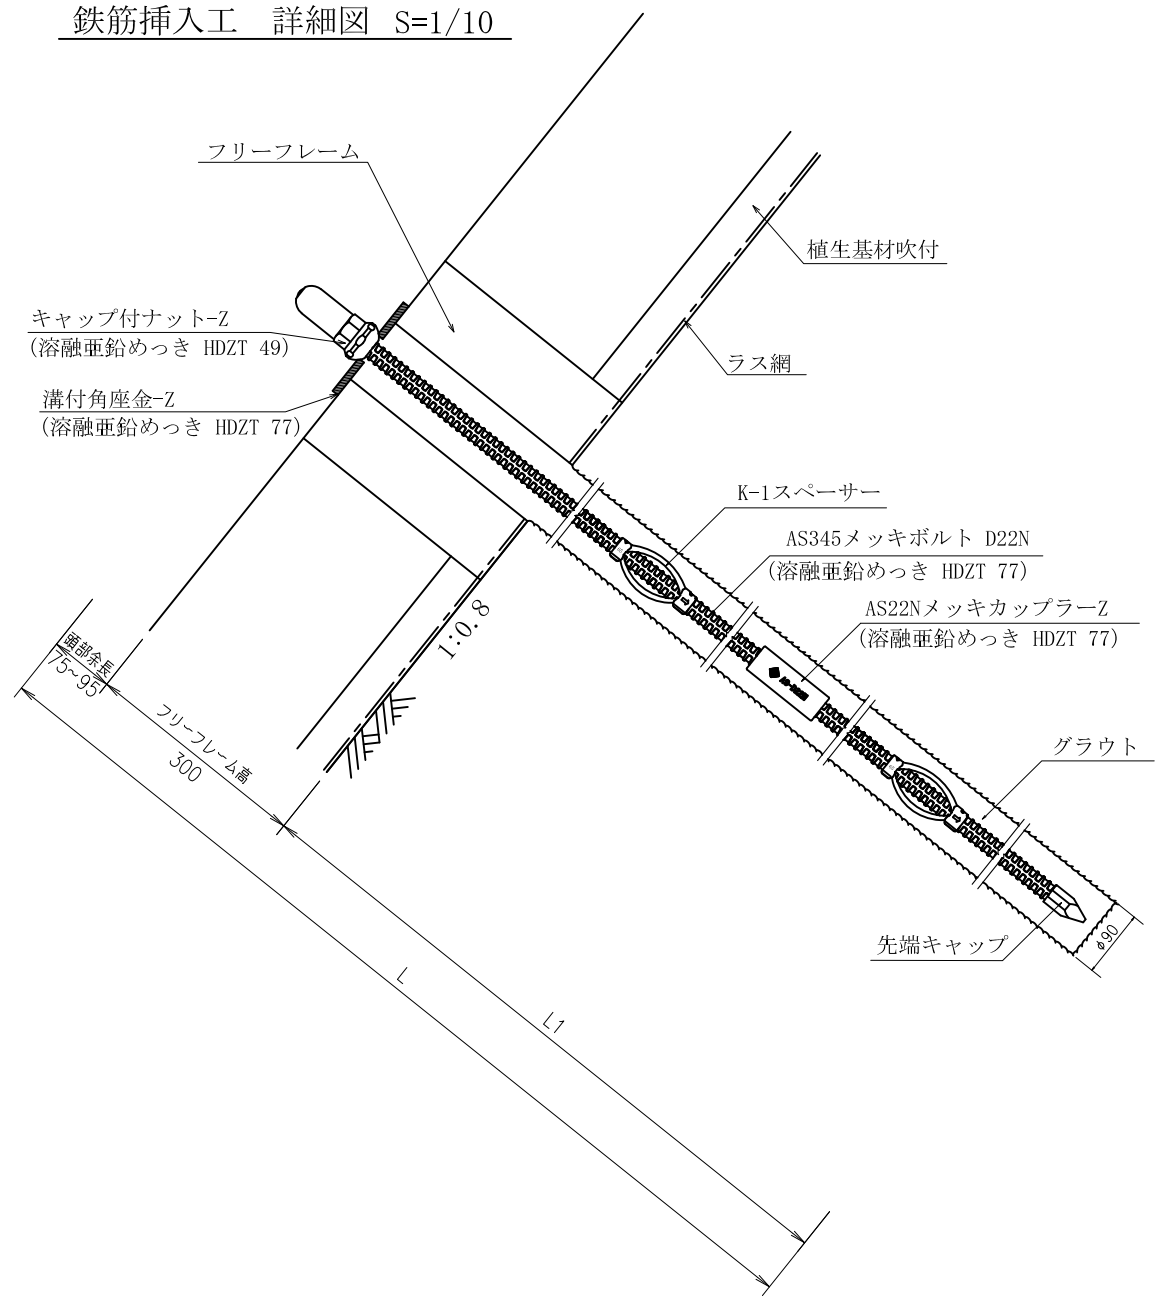 鉄筋挿入工　詳細図 S=1/10
フリーフレーム
植生基材吹付
キャップ付ナット-Z
(溶融亜鉛めっき HDZT 49)
ラス網
溝付角座金-Z
(溶融亜鉛めっき HDZT 77)
K-1スペーサー
AS345メッキボルト D22N
(溶融亜鉛めっき HDZT 77)
AS22NメッキカップラーZ
(溶融亜鉛めっき HDZT 77)
1:0.8
頭部余長
75~95
フリーフレーム高
300
グラウト
先端キャップ
φ90
L
L1